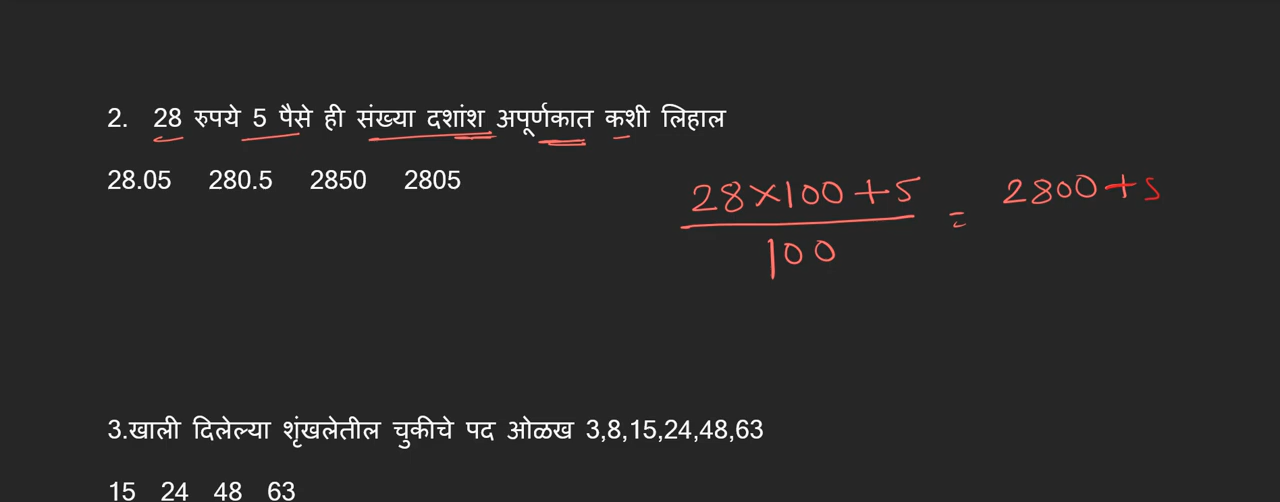 2. 28 रुपये 5 पैसे ही संख्या दशांश अपूर्णकात कशी लिहाल
28.05 280.5 2850 2805
28×100+5 = 2800+5
100
3.खाली दिलेल्या शृंखलेतील चुकीचे पद ओळख 3,8,15,24,48,63
15 24 48 63